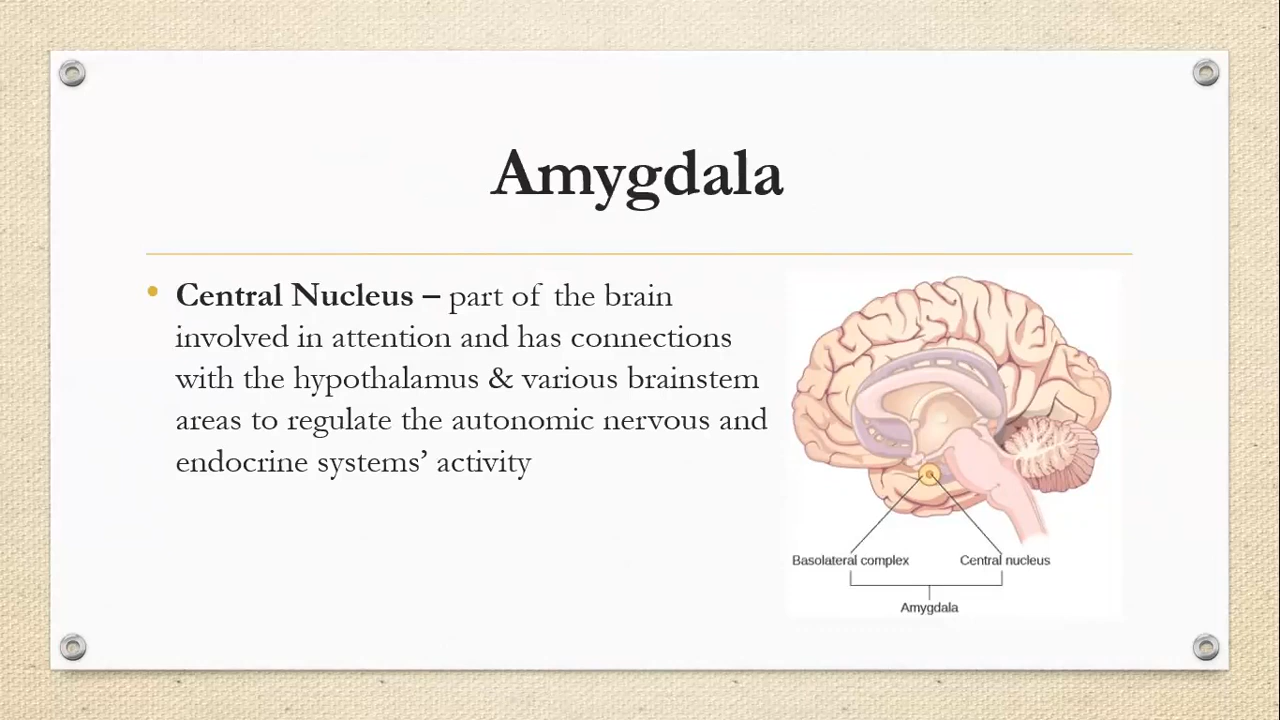 Amygdala
• Central Nucleus – part of the brain
involved in attention and has connections
with the hypothalamus & various brainstem
areas to regulate the autonomic nervous and
endocrine systems’ activity
Basolateral complex
Central nucleus
Amygdala